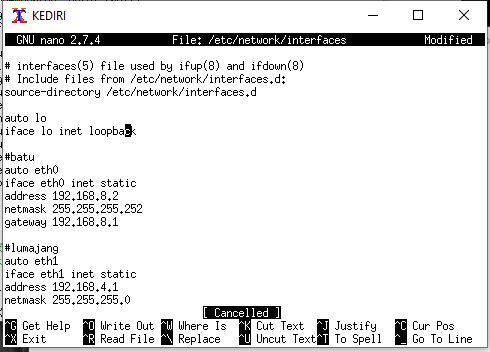 KEDIRI
GNU nano 2.7.4 File: /etc/network/interfaces Modified
# interfaces(5) file used by ifup(8) and ifdown(8)
# Include files from /etc/network/interfaces.d:
source-directory /etc/network/interfaces.d
auto lo
iface lo inet loopback
#batu
auto eth0
iface eth0 inet static
address 192.168.8.2
netmask 255.255.255.252
gateway 192.168.8.1
#lumajang
auto eth1
iface eth1 inet static
address 192.168.4.1
netmask 255.255.255.0
[ Cancelled ]
^G Get Help ^O Write Out ^W Where Is ^K Cut Text ^J Justify ^C Cur Pos
^X Exit ^R Read File ^\ Replace ^U Uncut Text ^T To Spell ^_ Go To Line